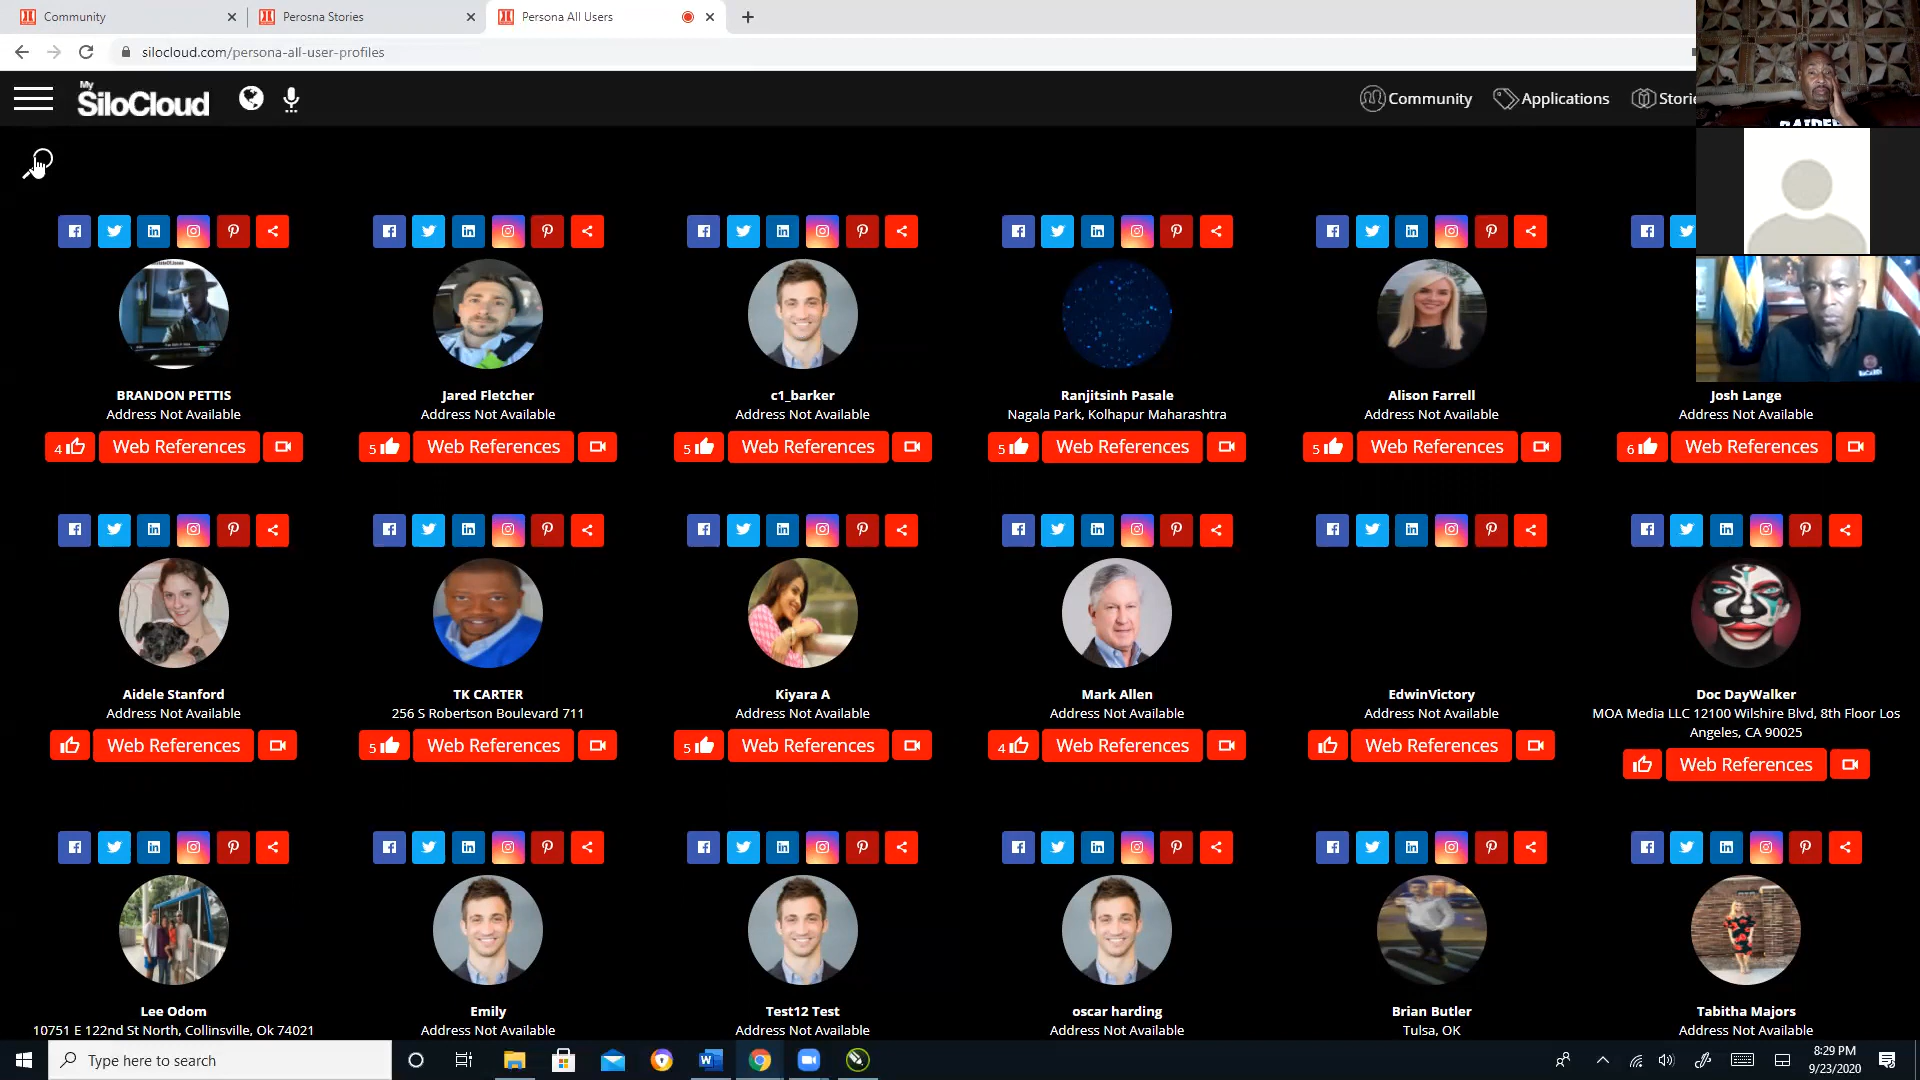 Community
Perosna Stories
Persona All Users
silocloud.com/persona-all-user-profiles
My
SiloCloud
Community
Applications
BRANDON PETTIS
Address Not Available
4
Web References
Jared Fletcher
Address Not Available
5
Web References
c1_barker
Address Not Available
5
Web References
Ranjitsinh Pasale
Nagala Park, Kolhapur Maharashtra
5
Web References
Alison Farrell
Address Not Available
5
Web References
Josh Lange
Address Not Available
6
Web References
Aidele Stanford
Address Not Available
Web References
TK CARTER
256 S Robertson Boulevard 711
5
Web References
Kiyara A
Address Not Available
5
Web References
Mark Allen
Address Not Available
4
Web References
EdwinVictory
Address Not Available
Web References
Doc DayWalker
MOA Media LLC 12100 Wilshire Blvd, 8th Floor Los
Angeles, CA 90025
Web References
Lee Odom
10751 E 122nd St North, Collinsville, Ok 74021
Emily
Address Not Available
Test12 Test
Address Not Available
oscar harding
Address Not Available
Brian Butler
Tulsa, OK
Tabitha Majors
Address Not Available
Type here to search
8:29 PM
9/23/2020